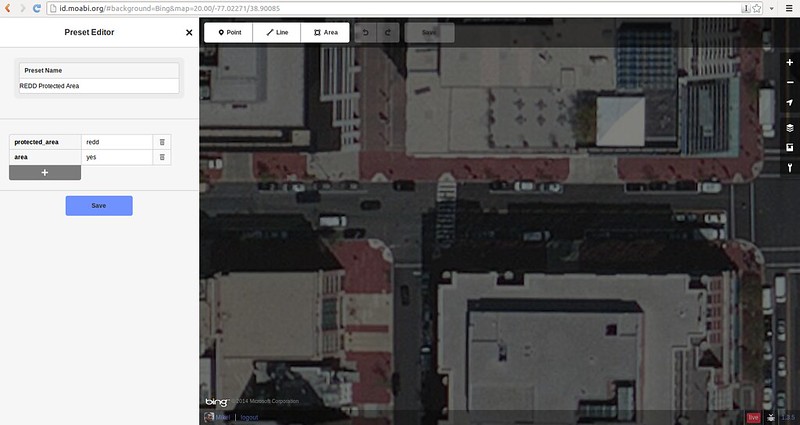 id.moabi.org/#background=Bing&map=20.00/-77.02271/38.90085
Preset Editor
Point
Line
Area
Save
Preset Name
REDD Protected Area
protected_area redd
area yes
Save
bing
©2014 Microsoft Corporation
Mikel
logout
live
1.3.5